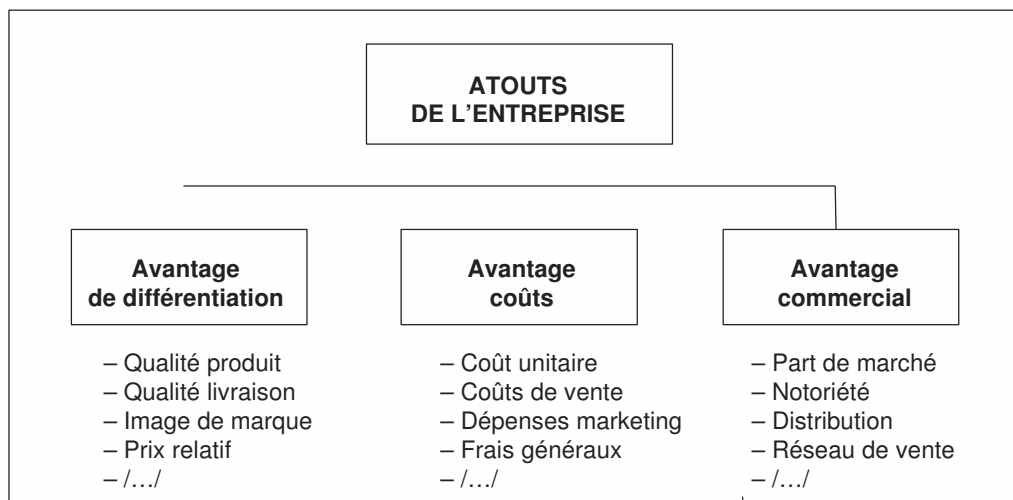 ATOUTS
DE L'ENTREPRISE
Avantage
de différentiation
– Qualité produit
– Qualité livraison
– Image de marque
– Prix relatif
– /…/
Avantage
coûts
– Coût unitaire
– Coûts de vente
– Dépenses marketing
– Frais généraux
– /…/
Avantage
commercial
– Part de marché
– Notoriété
– Distribution
– Réseau de vente
– /…/